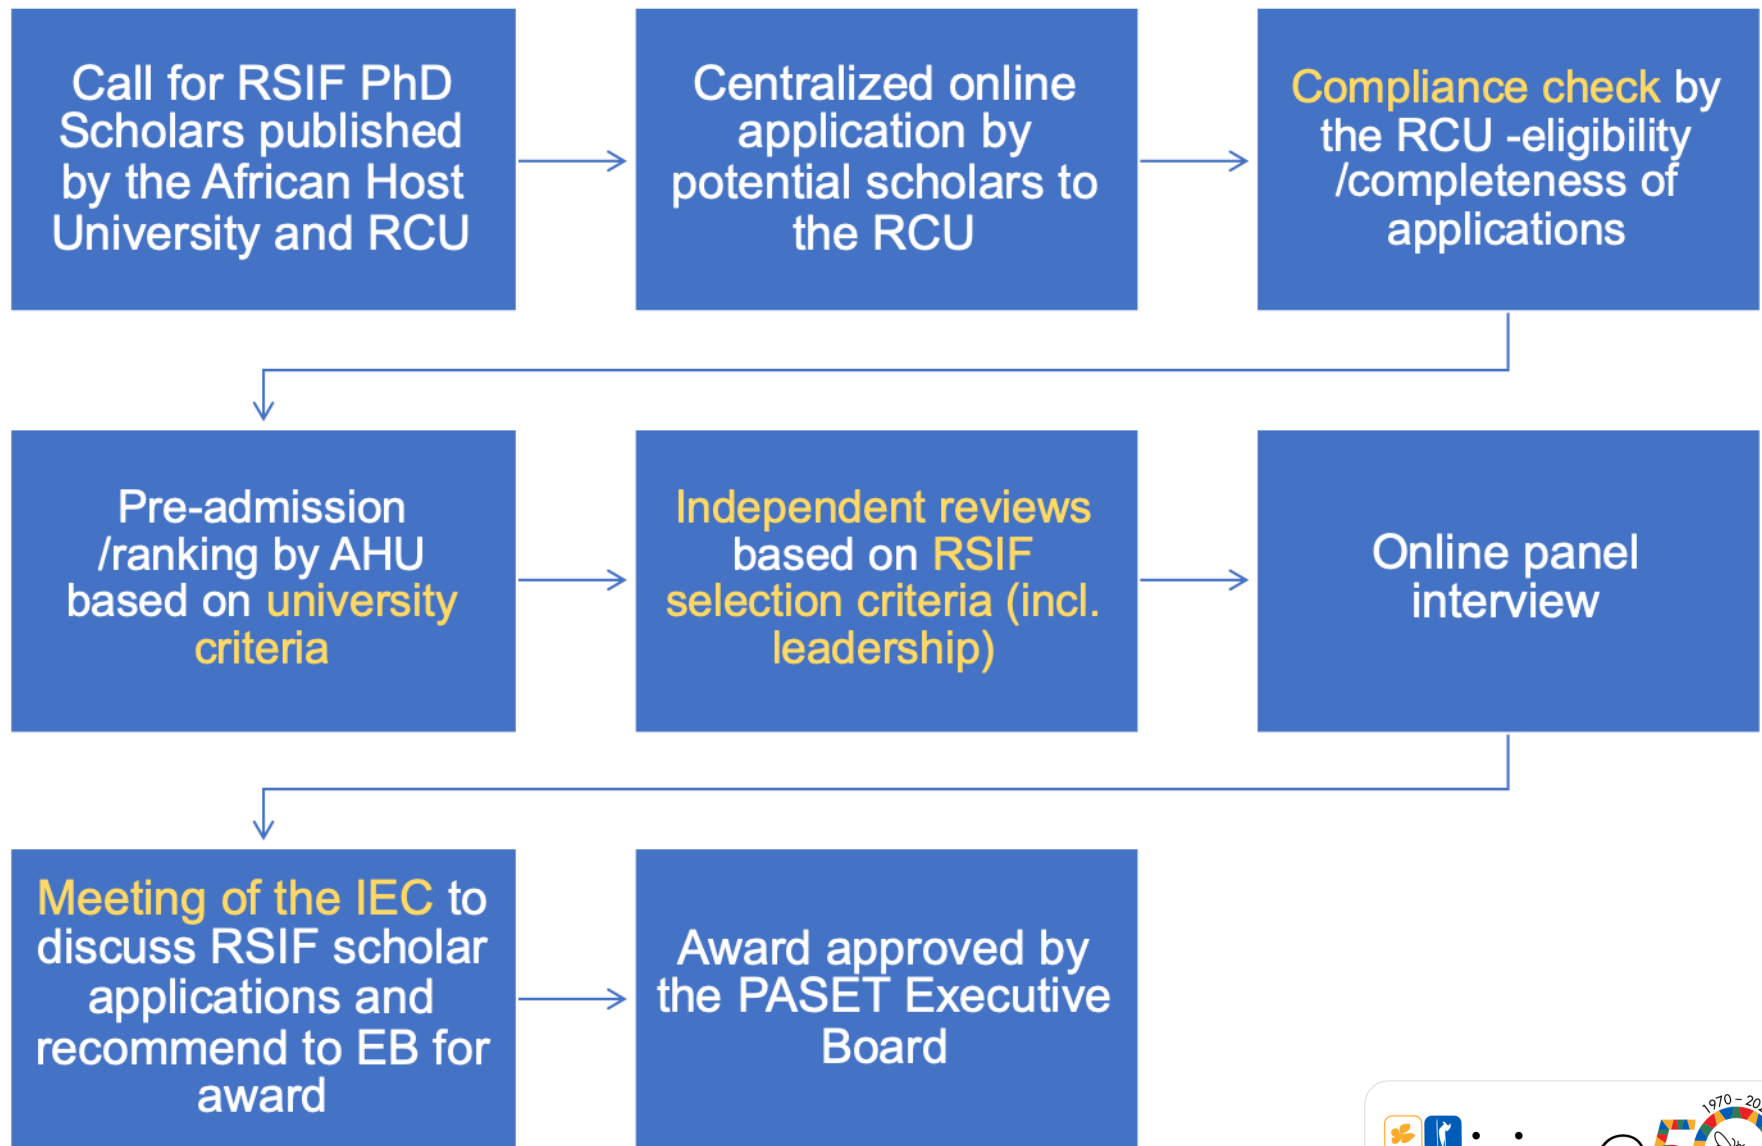 Call for RSIF PhD
Scholars published
by the African Host
University and RCU
Centralized online
application by
potential scholars to
the RCU
Compliance check by
the RCU -eligibility
/completeness of
applications
Pre-admission
/ranking by AHU
based on university
criteria
Independent reviews
based on RSIF
selection criteria (incl.
leadership)
Online panel
interview
Meeting of the IEC to
discuss RSIF scholar
applications and
recommend to EB for
award
Award approved by
the PASET Executive
Board